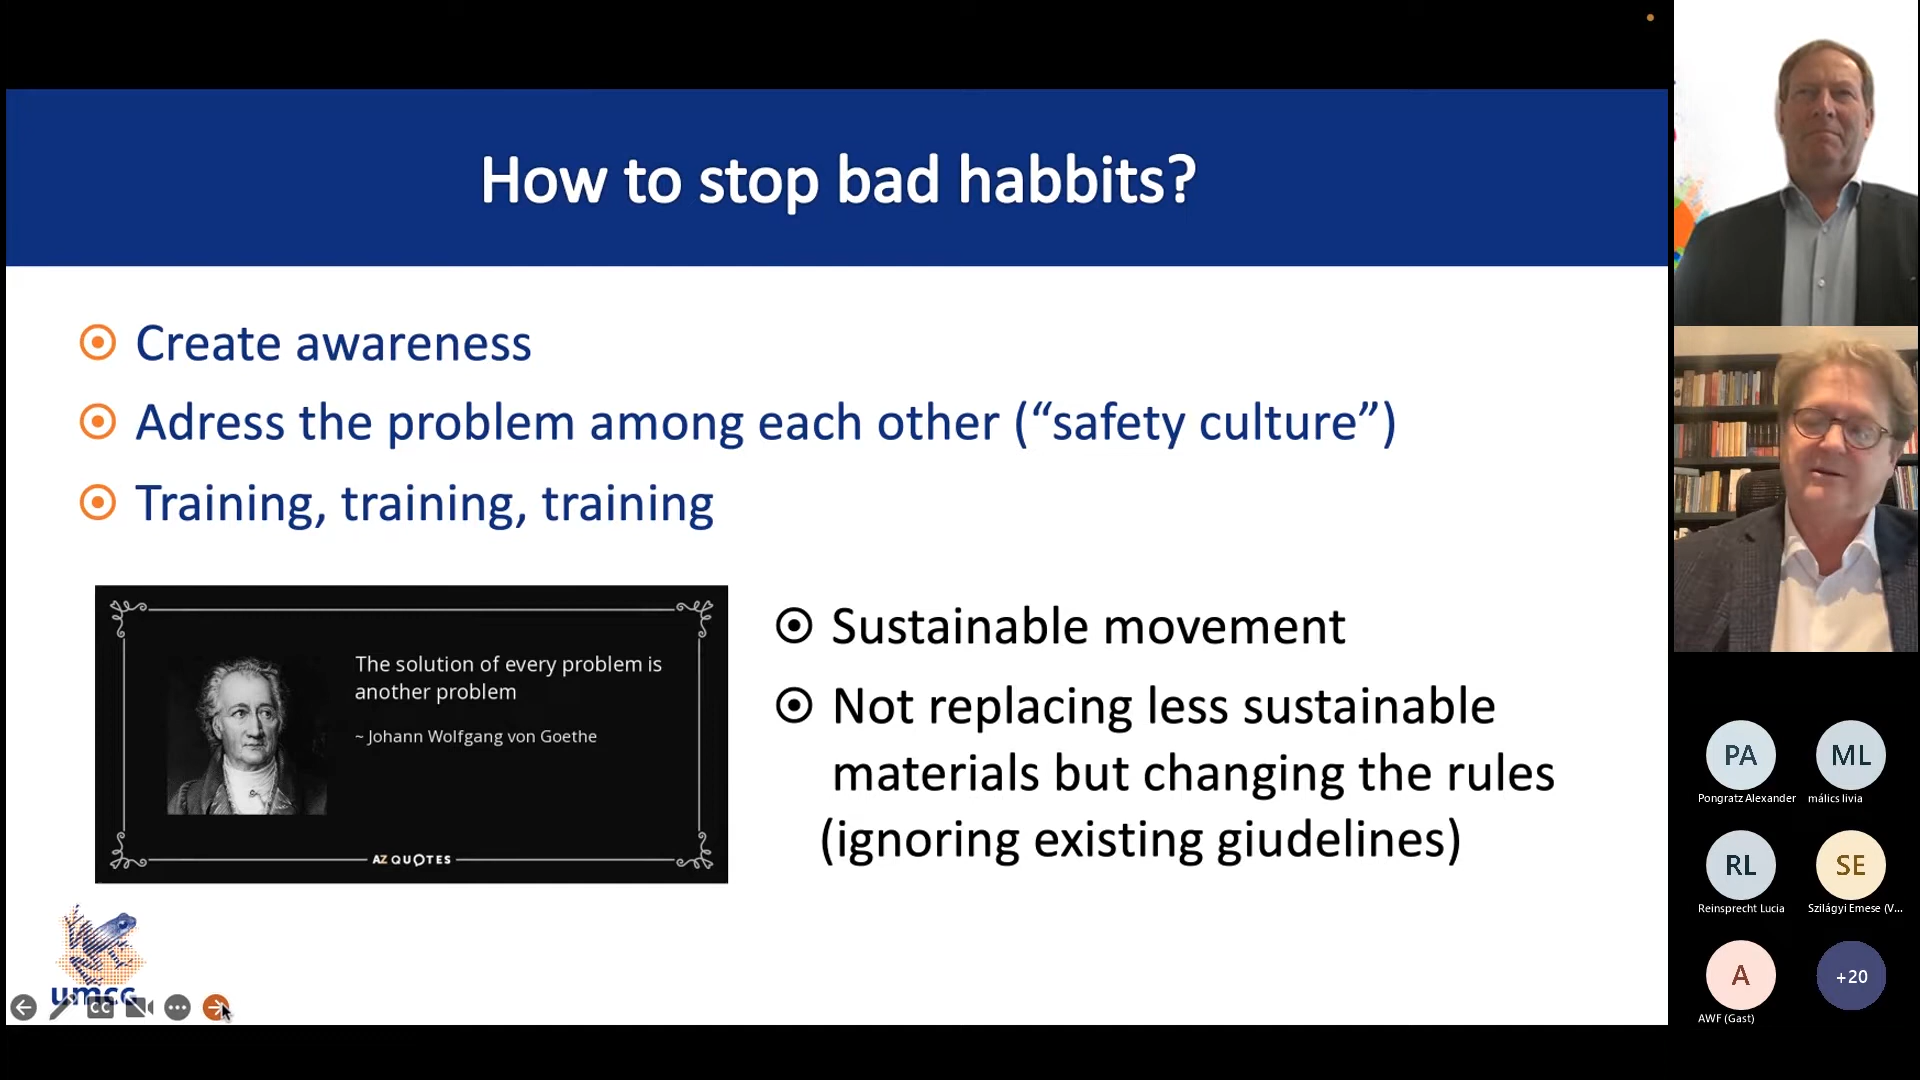 How to stop bad habbits?
Create awareness
Adress the problem among each other (“safety culture”)
Training, training, training
The solution of every problem is
another problem
~ Johann Wolfgang von Goethe
AZ QUOTES
Sustainable movement
Not replacing less sustainable
materials but changing the rules
(ignoring existing giudelines)
umcg
CC
PA
ML
Pongratz Alexander
málics lívia
RL
SE
Reinsprecht Lucia
Szilágyi Emese (V...
A
+20
AWF (Gast)